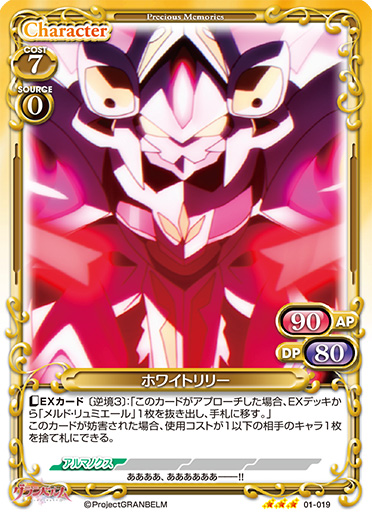 Precious Memories
Character
COST
7
SOURCE
0
90 AP
DP 80
ホワイトリリー
EXカード [逆境3]:「このカードがアプローチした場合、EXデッキか
ら「メルド・リュミエール」1枚を抜き出し、手札に移す。」
このカードが妨害された場合、使用コストが1以下の相手のキャラ1枚
を捨て札にできる。
アルマノクス
ああああ、ああああああ――!!
グランベルム
©ProjectGRANBELM
01-019